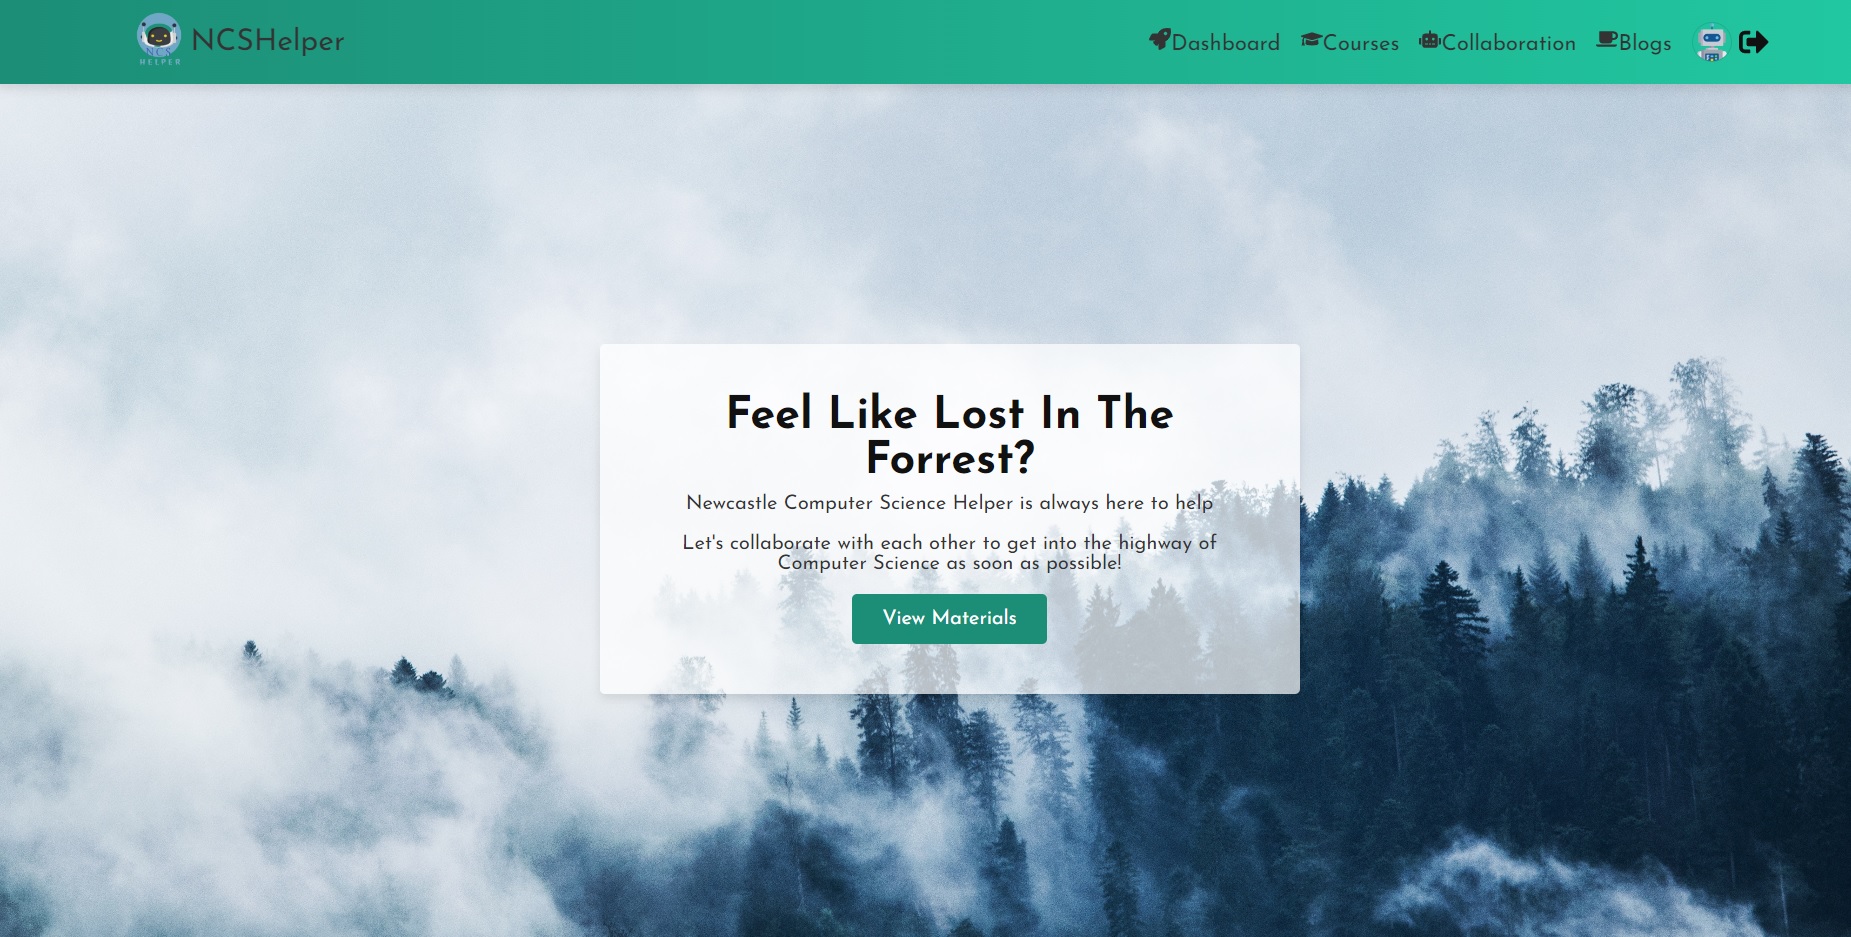 NCS
HELPER
NCSHelper
Dashboard
Courses
Collaboration
Blogs
Feel Like Lost In The
Forrest?
Newcastle Computer Science Helper is always here to help
Let's collaborate with each other to get into the highway of
Computer Science as soon as possible!
View Materials